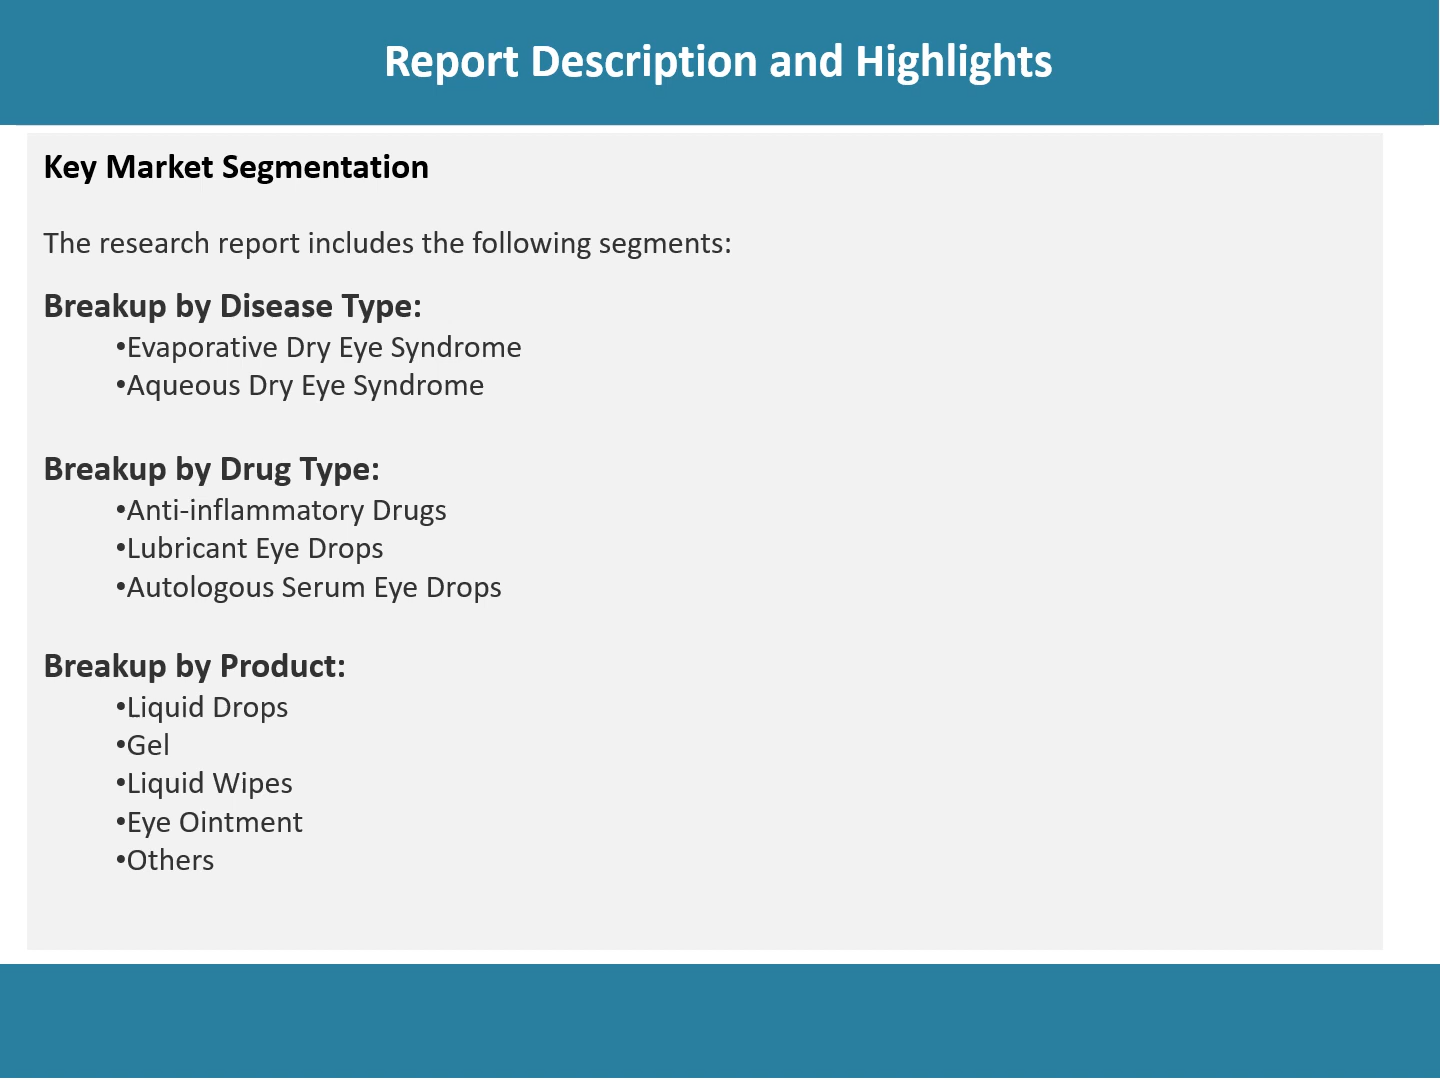 Report Description and Highlights
Key Market Segmentation
The research report includes the following segments:
Breakup by Disease Type:
•Evaporative Dry Eye Syndrome
•Aqueous Dry Eye Syndrome
Breakup by Drug Type:
•Anti-inflammatory Drugs
•Lubricant Eye Drops
•Autologous Serum Eye Drops
Breakup by Product:
•Liquid Drops
•Gel
•Liquid Wipes
•Eye Ointment
•Others